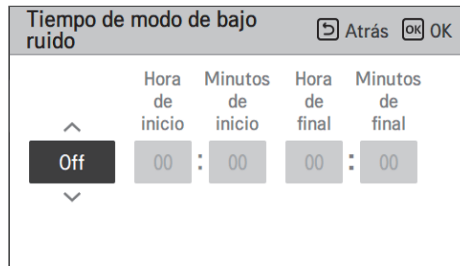 Tiempo de modo de bajo
ruido
Atrás OK OK
Hora Minutos Hora Minutos
de de de de
inicio inicio final final
Off 00 : 00 00 : 00